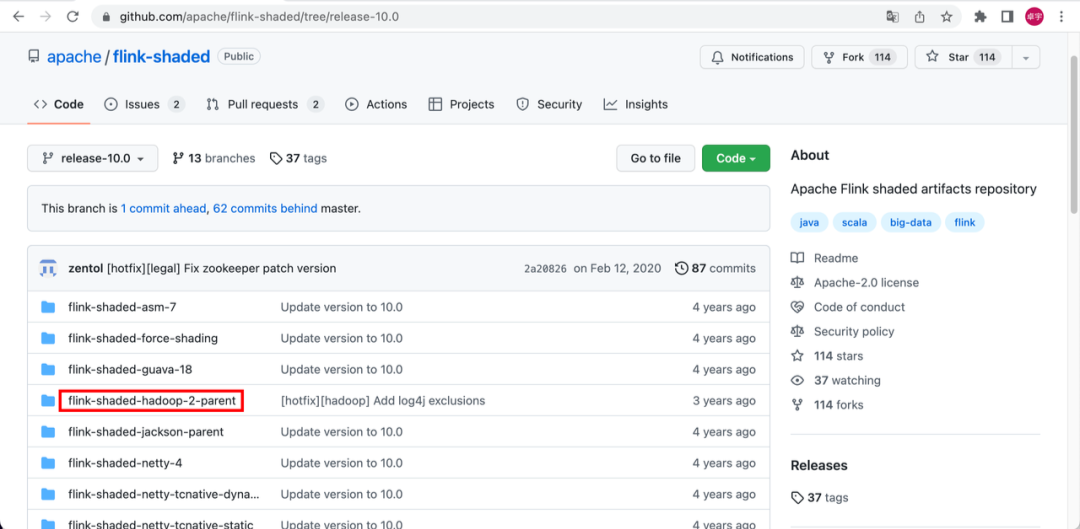 github.com/apache/flink-shaded/tree/release-10.0
卓宇
apache / flink-shaded Public
Notifications Fork 114 Star 114
Code Issues 2 Pull requests 2 Actions Projects Security Insights
release-10.0 13 branches 37 tags Go to file Code
This branch is 1 commit ahead, 62 commits behind master.
zentol [hotfix][legal] Fix zookeeper patch version 2a20826 on Feb 12, 2020 87 commits
flink-shaded-asm-7 Update version to 10.0 4 years ago
flink-shaded-force-shading Update version to 10.0 4 years ago
flink-shaded-guava-18 Update version to 10.0 4 years ago
flink-shaded-hadoop-2-parent [hotfix][hadoop] Add log4j exclusions 3 years ago
flink-shaded-jackson-parent Update version to 10.0 4 years ago
flink-shaded-netty-4 Update version to 10.0 4 years ago
flink-shaded-netty-tcnative-dyna... Update version to 10.0 4 years ago
flink-shaded-netty-tcnative-static Update version to 10.0 4 years ago
About
Apache Flink shaded artifacts repository
java scala big-data flink
Readme
Apache-2.0 license
Code of conduct
Security policy
114 stars
37 watching
114 forks
Releases
37 tags